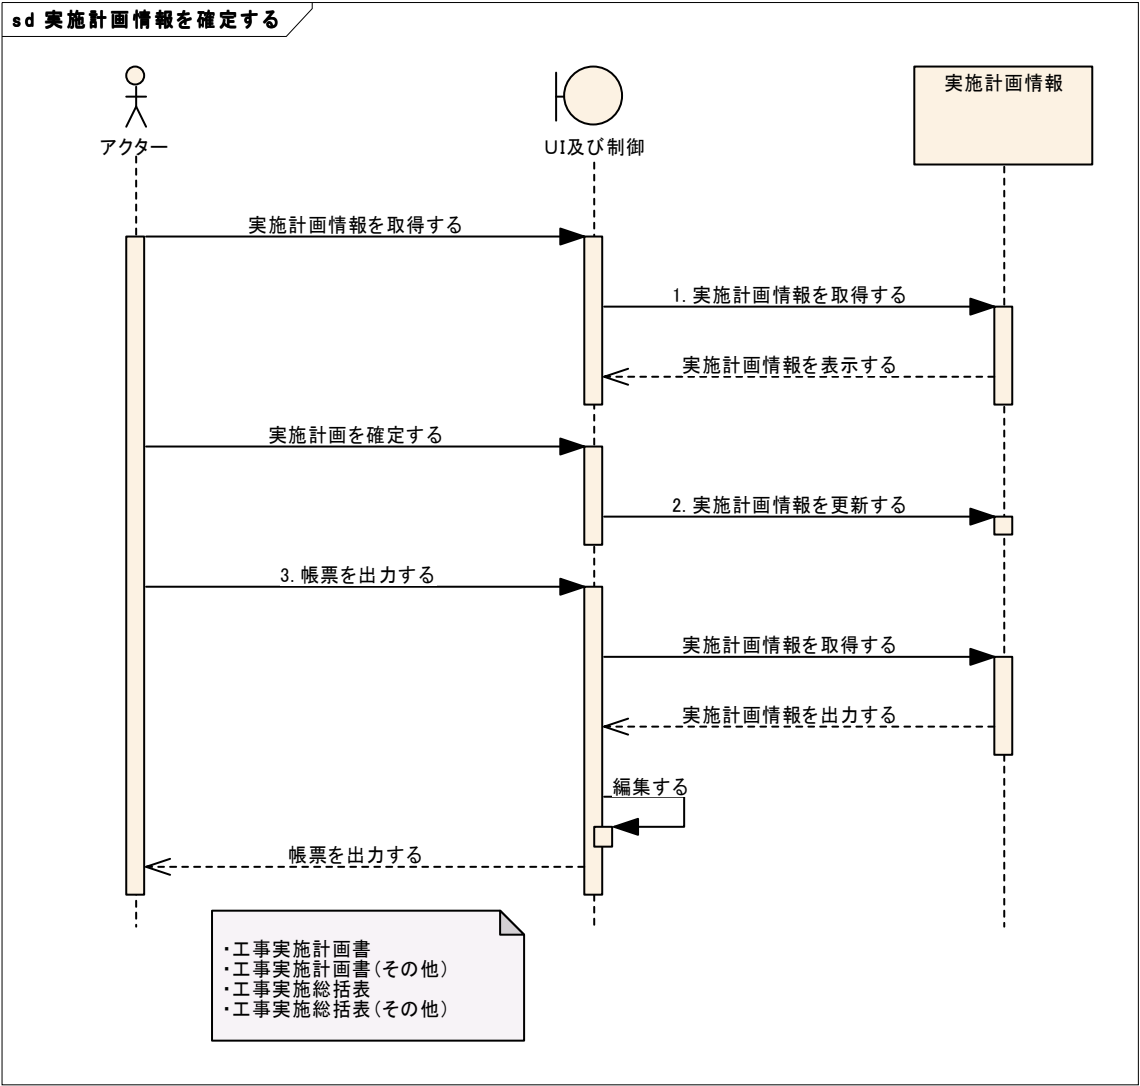 sd 実施計画情報を確定する
アクター
UI及び制御
実施計画情報
実施計画情報を取得する
1. 実施計画情報を取得する
実施計画情報を表示する
実施計画を確定する
2. 実施計画情報を更新する
3. 帳票を出力する
実施計画情報を取得する
実施計画情報を出力する
編集する
帳票を出力する
・工事実施計画書
・工事実施計画書(その他)
・工事実施総括表
・工事実施総括表(その他)